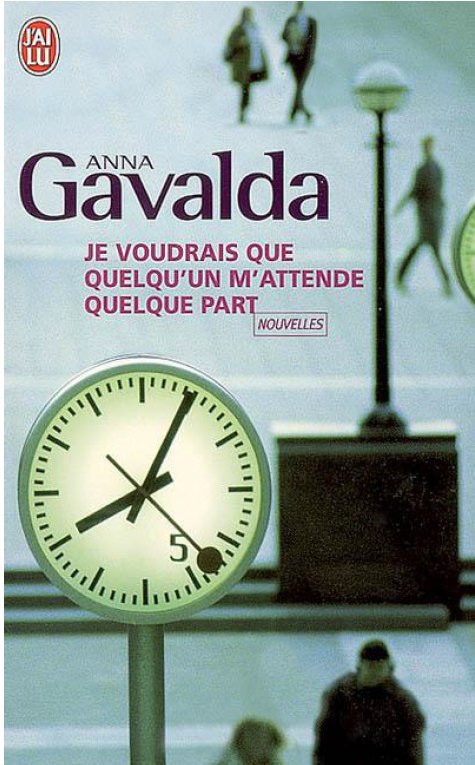 J'AI
LU
ANNA
Gavalda
JE VOUDRAIS QUE
QUELQU'UN M'ATTENDE
QUELQUE PART
NOUVELLES
5